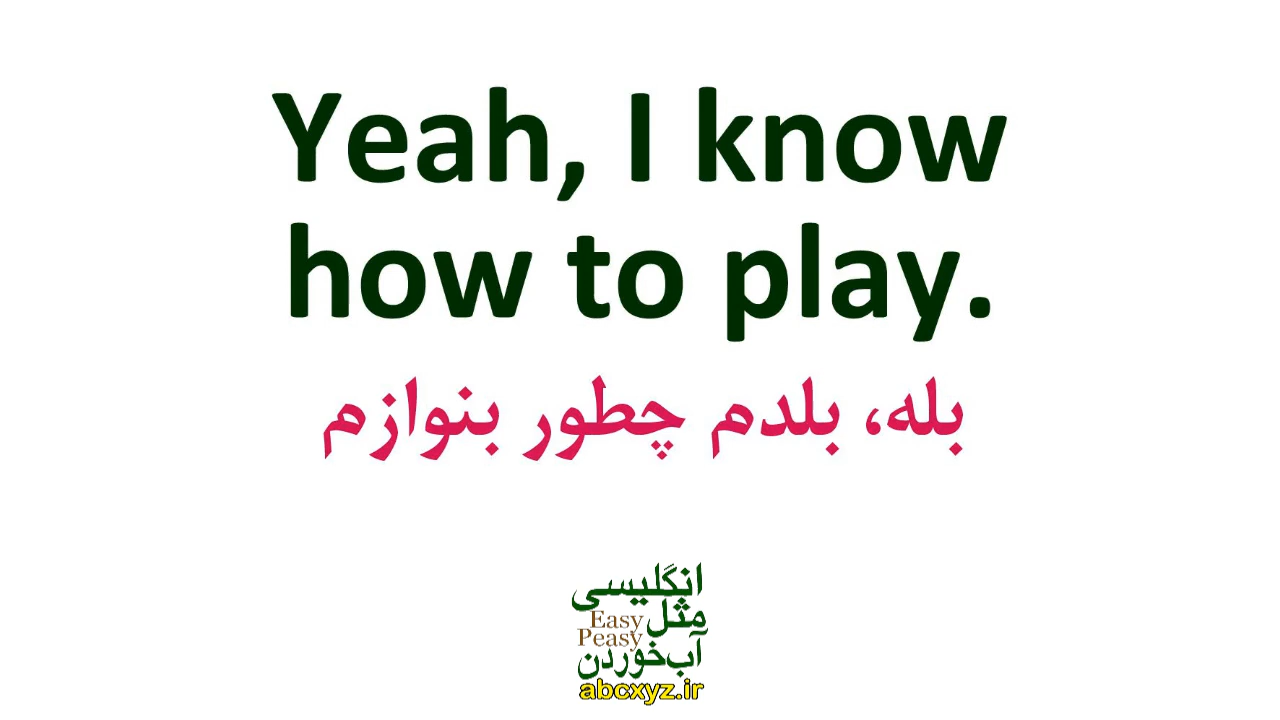 Yeah, I know
how to play.
بله، بلدم چطور بنوازم
انگلیسی
مثل
Easy
Peasy
آب‌خوردن
abcxyz.ir